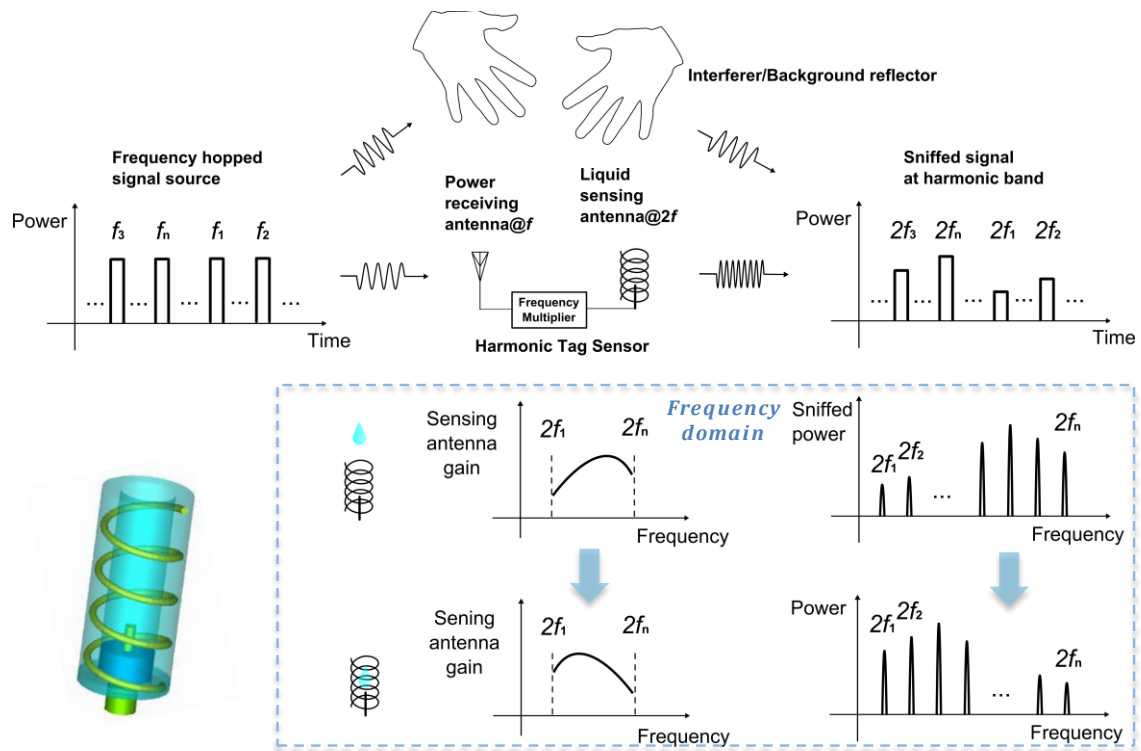 Interferer/Background reflector
Frequency hopped
signal source
Power
f3 fn f1 f2
... ... ... ...
Time
Power
receiving
antenna@f
Liquid
sensing
antenna@2f
Frequency
Multiplier
Harmonic Tag Sensor
Sniffed signal
at harmonic band
Power
2f3 2fn 2f1 2f2
... ... ... ...
Time
Frequency
domain
Sensing
antenna
gain
2f1 2fn
Frequency
Sniffed
power
2f1 2f2 ... 2fn
Frequency
Sening
antenna
gain
2f1 2fn
Frequency
Power
2f1 2f2 ... 2fn
Frequency